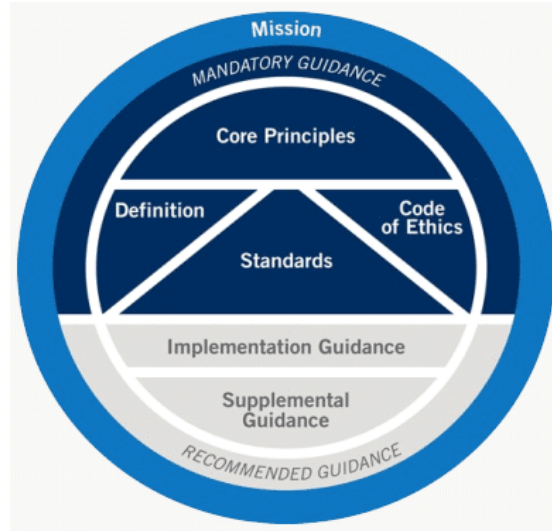 Mission
MANDATORY GUIDANCE
Core Principles
Definition
Code
of Ethics
Standards
Implementation Guidance
Supplemental
Guidance
RECOMMENDED GUIDANCE